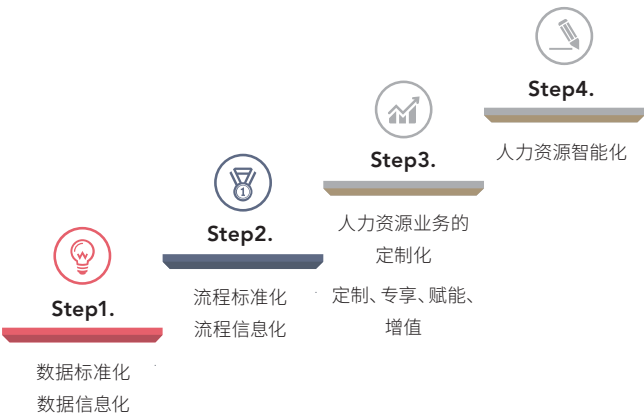 Step1.
数据标准化
数据信息化
Step2.
1
流程标准化
流程信息化
Step3.
人力资源业务的
定制化
定制、专享、赋能、
增值
Step4.
人力资源智能化